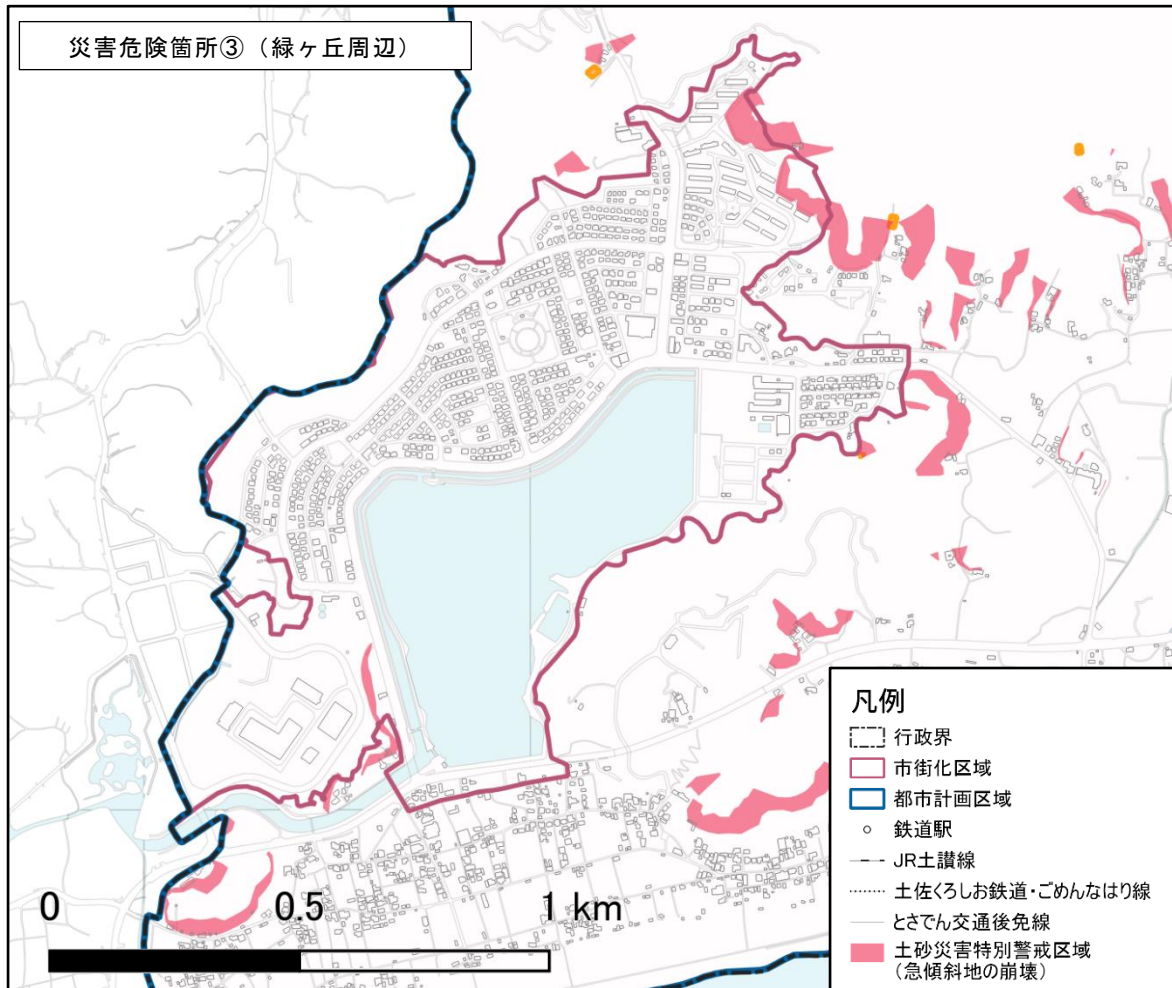 災害危険箇所③（緑ヶ丘周辺）
0 0.5 1 km
凡例
行政界
市街化区域
都市計画区域
鉄道駅
JR土讃線
土佐くろしお鉄道・ごめんなはり線
とさでん交通後免線
土砂災害特別警戒区域
（急傾斜地の崩壊）